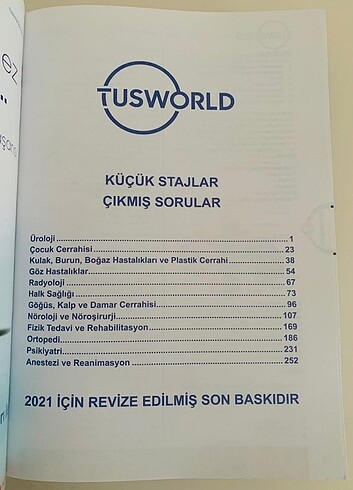 TUSWORLD
KÜÇÜK STAJLAR
ÇIKMIŞ SORULAR
Üroloji 1
Çocuk Cerrahisi 23
Kulak, Burun, Boğaz Hastalıkları ve Plastik Cerrahi 38
Göz Hastalıklar 54
Radyoloji 67
Halk Sağlığı 73
Göğüs, Kalp ve Damar Cerrahisi 96
Nöroloji ve Nöroşirurji 107
Fizik Tedavi ve Rehabilitasyon 169
Ortopedi 186
Psikiyatri 231
Anestezi ve Reanimasyon 252
2021 İÇİN REVİZE EDİLMİŞ SON BASKIDIR